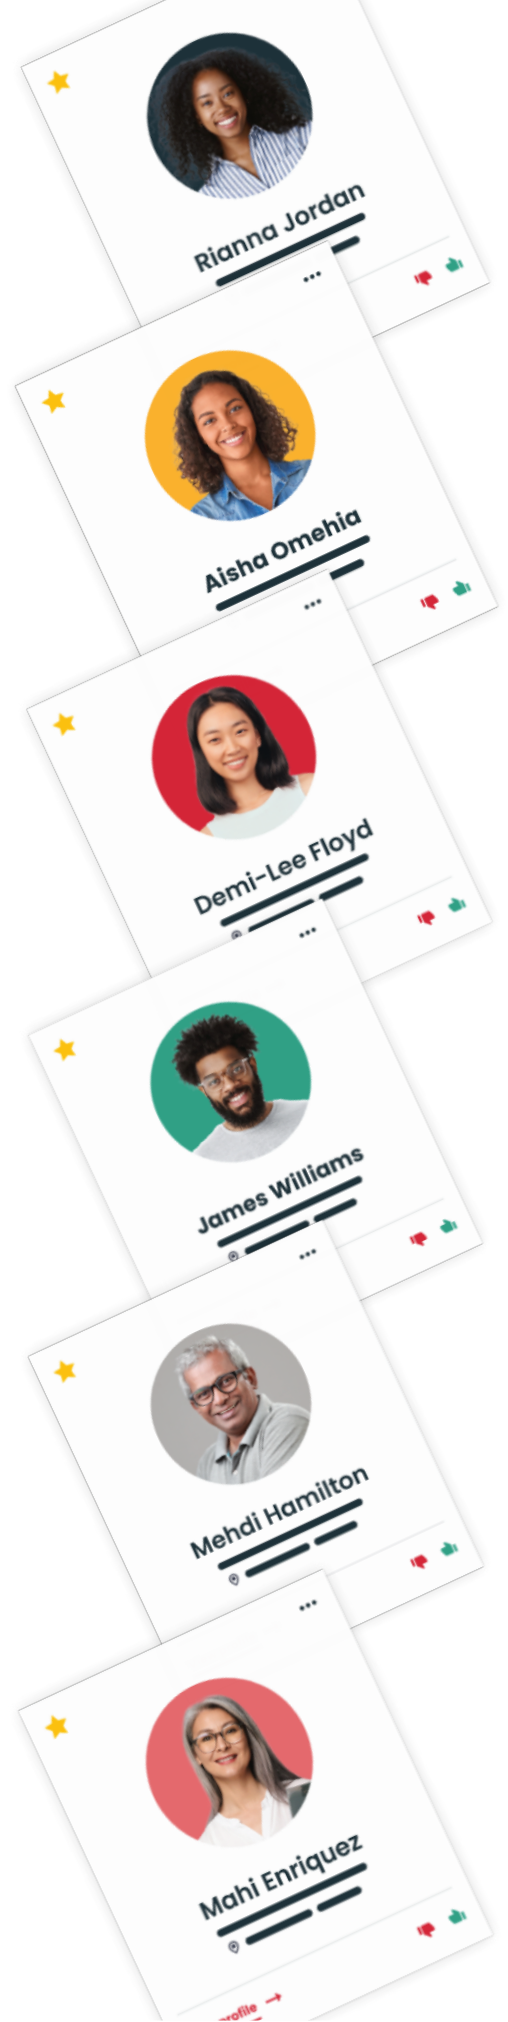 Rianna Jordan
Aisha Omehia
Demi-Lee Floyd
James Williams
Mehdi Hamilton
Mahi Enriquez